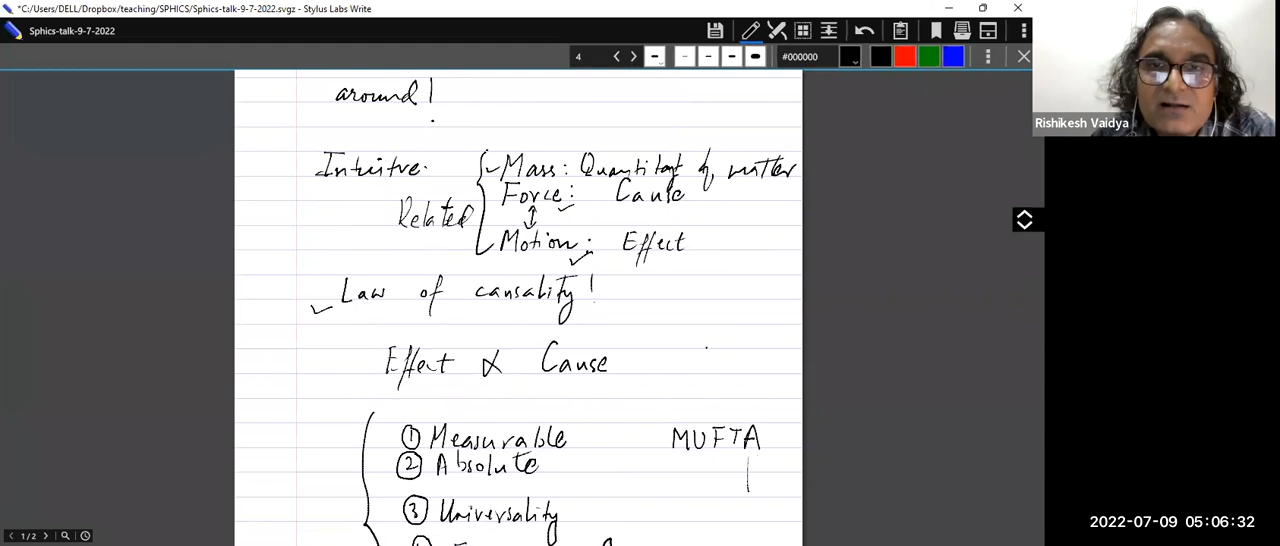 *C:/Users/DELL/Dropbox/teaching/SPHICS/Sphics-talk-9-7-2022.svgz - Stylus Labs Write
Sphics-talk-9-7-2022
4
#000000
Rishikesh Vaidya
around!
Intuitive Mass: Quantity of matter
Force: Cause
Related
Motion: Effect
Law of causality!
Effect ∝ Cause
① Measurable MUFTA
② Absolute
③ Universality
1/2
2022-07-09 05:06:32